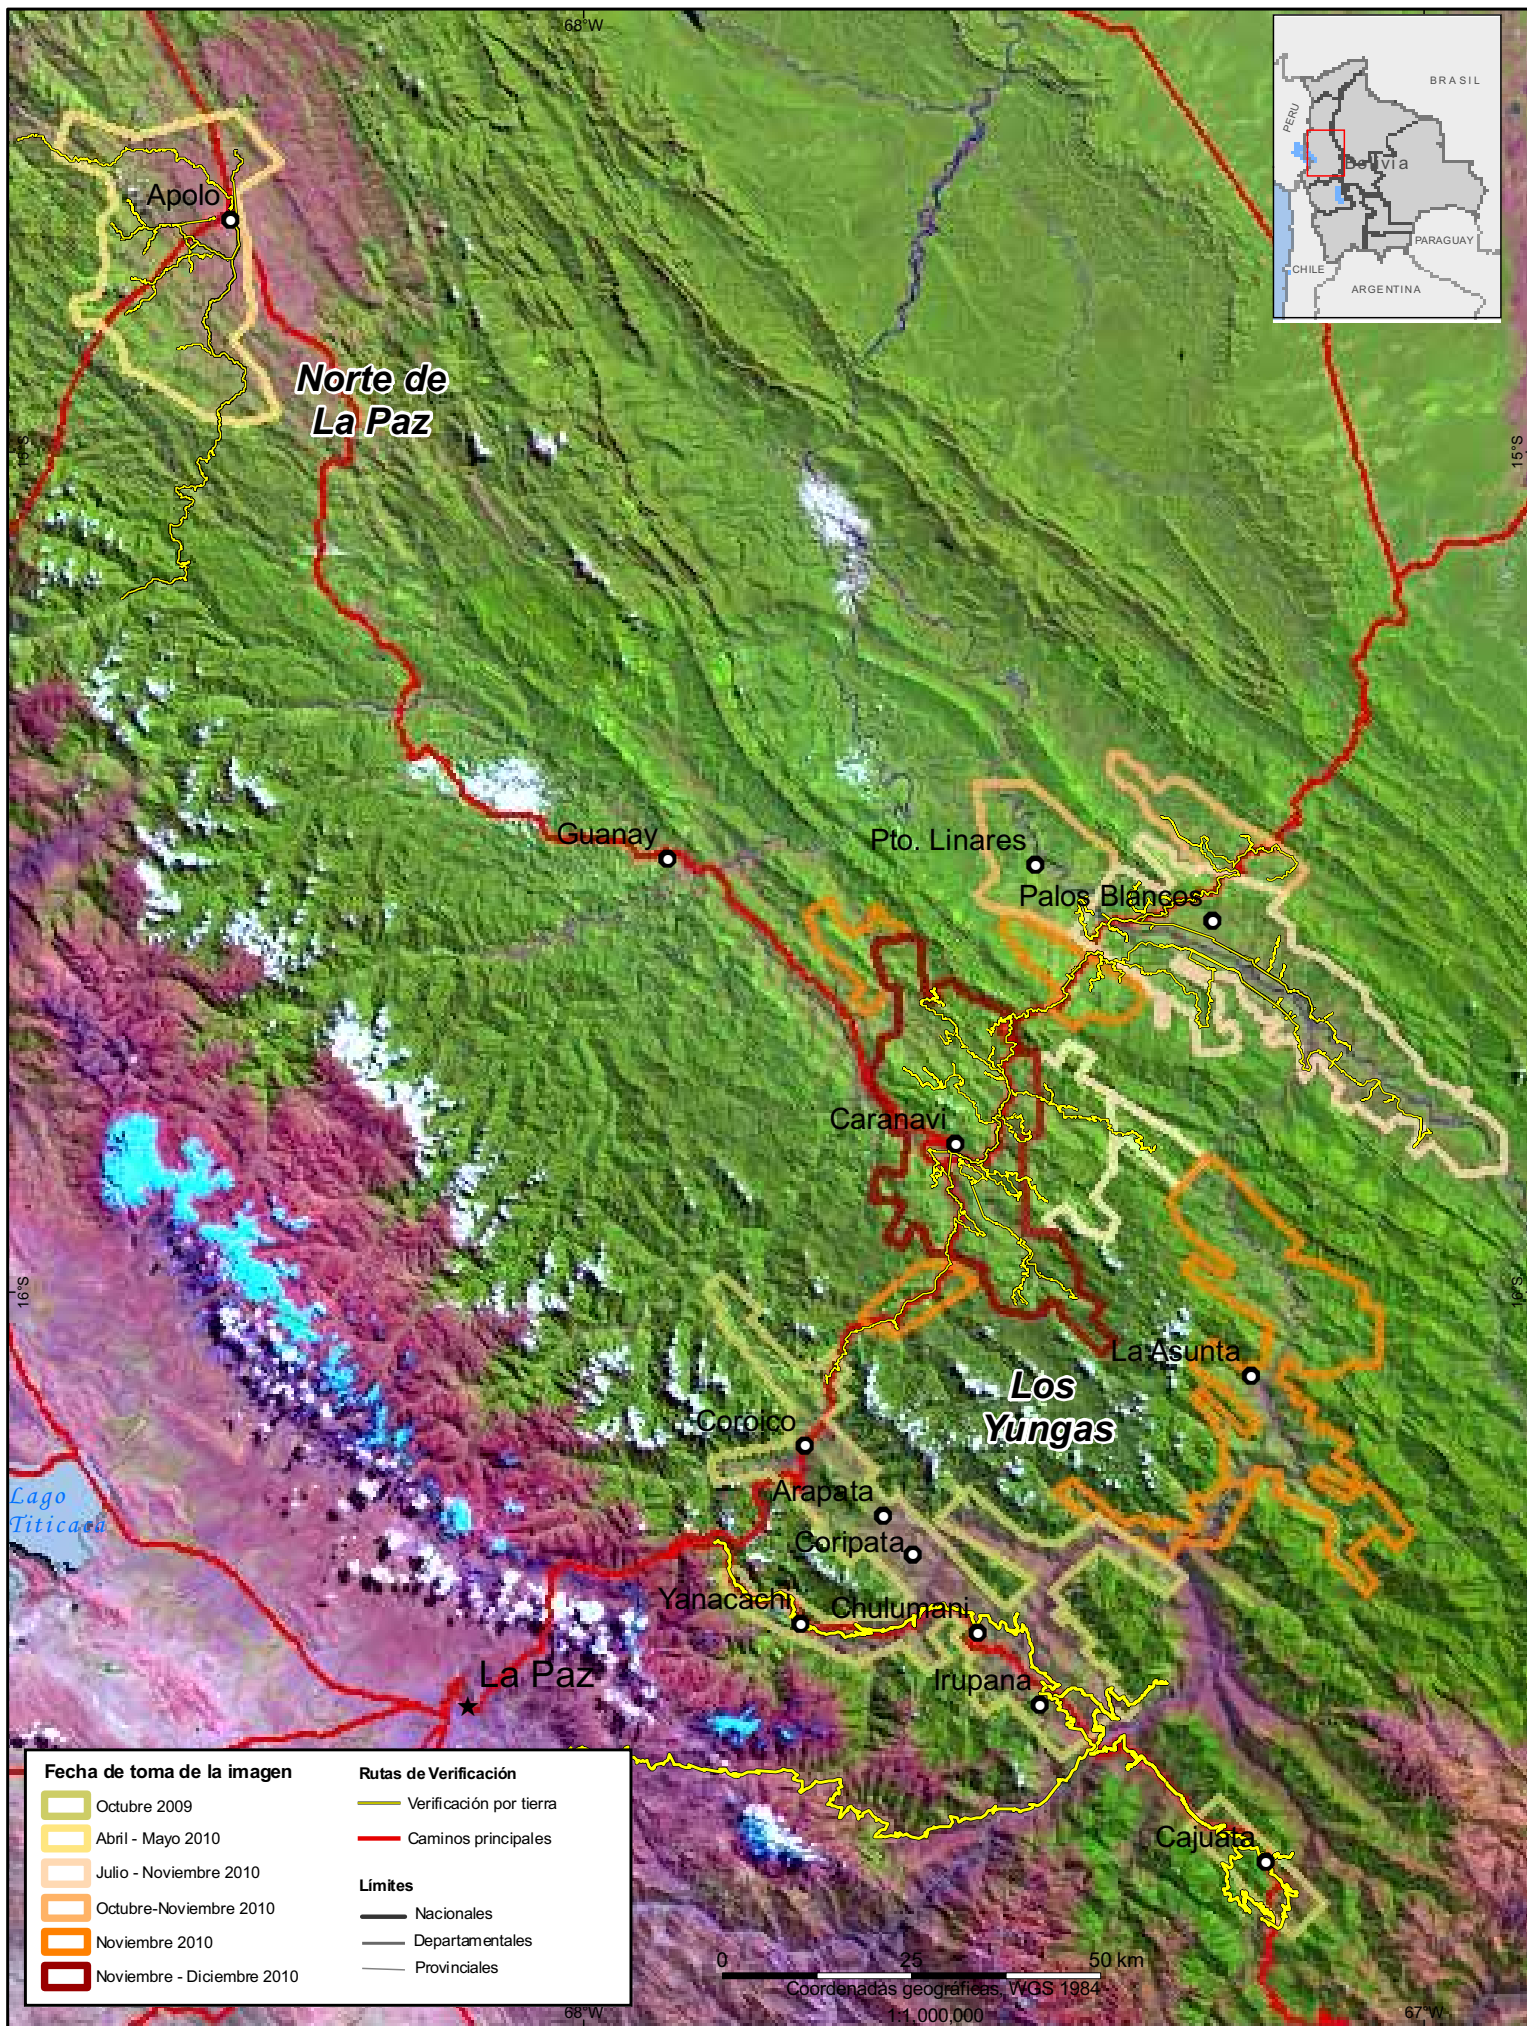 68°W
BRASIL
PERU
Bolivia
PARAGUAY
CHILE
ARGENTINA
Apolo
Norte de
La Paz
15°S
15°S
Guanay
Pto. Linares
Palos Blancos
Caranavi
16°S
16°S
La Asunta
Los
Yungas
Coroico
Arapata
Lago
Titicaca
Coripata
Yanacachi
Chulumani
Irupana
La Paz
Cajuata
Fecha de toma de la imagen
Octubre 2009
Abril - Mayo 2010
Julio - Noviembre 2010
Octubre-Noviembre 2010
Noviembre 2010
Noviembre - Diciembre 2010
Rutas de Verificación
Verificación por tierra
Caminos principales
Límites
Nacionales
Departamentales
Provinciales
0 25 50 km
Coordenadas geográficas, WGS 1984
1:1.000,000
68°W
67°W